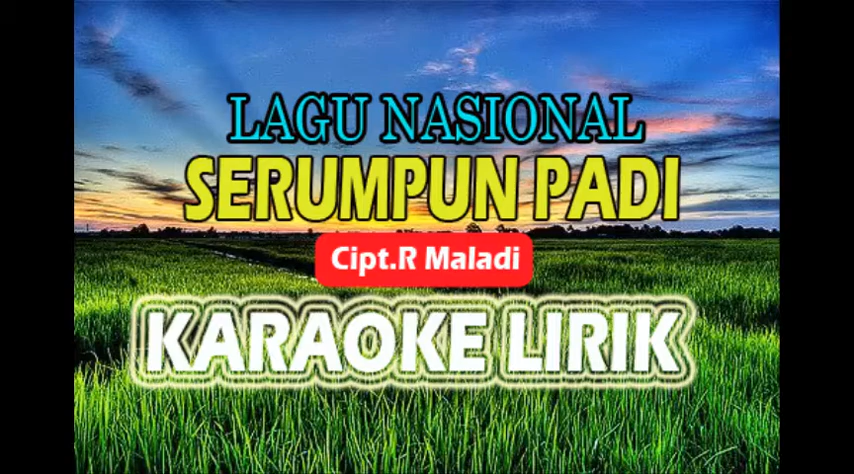 LAGU NASIONAL
SERUMPUN PADI
Cipt.R Maladi
KARAOKE LIRIK